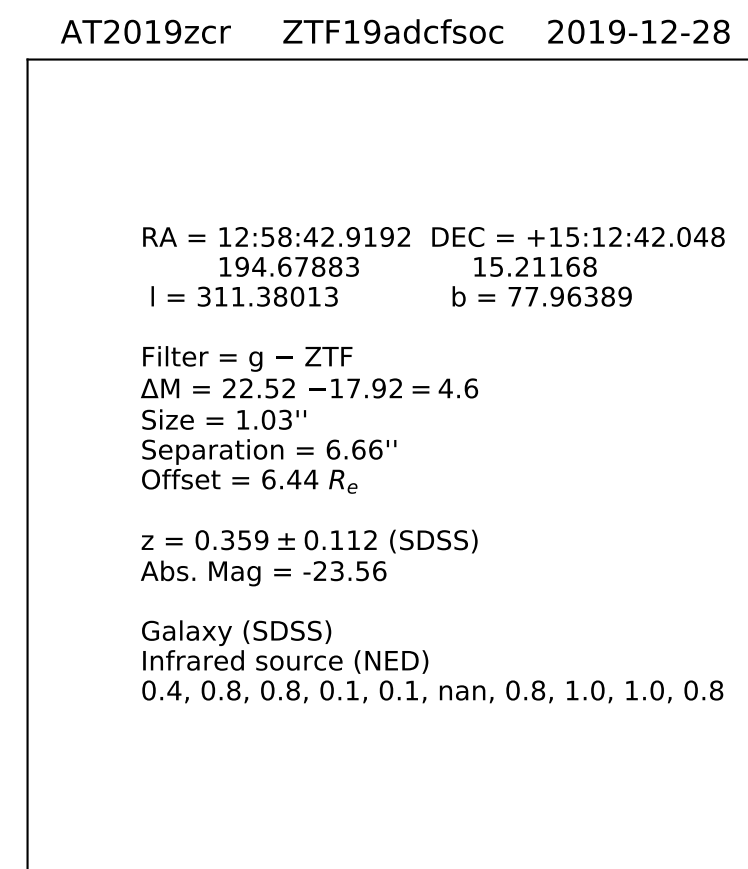 AT2019zcr ZTF19adcfsoc 2019-12-28
RA = 12:58:42.9192 DEC = +15:12:42.048
194.67883 15.21168
l = 311.38013 b = 77.96389
Filter = g − ZTF
ΔM = 22.52 −17.92 = 4.6
Size = 1.03''
Separation = 6.66''
Offset = 6.44 Re
z = 0.359 ± 0.112 (SDSS)
Abs. Mag = -23.56
Galaxy (SDSS)
Infrared source (NED)
0.4, 0.8, 0.8, 0.1, 0.1, nan, 0.8, 1.0, 1.0, 0.8